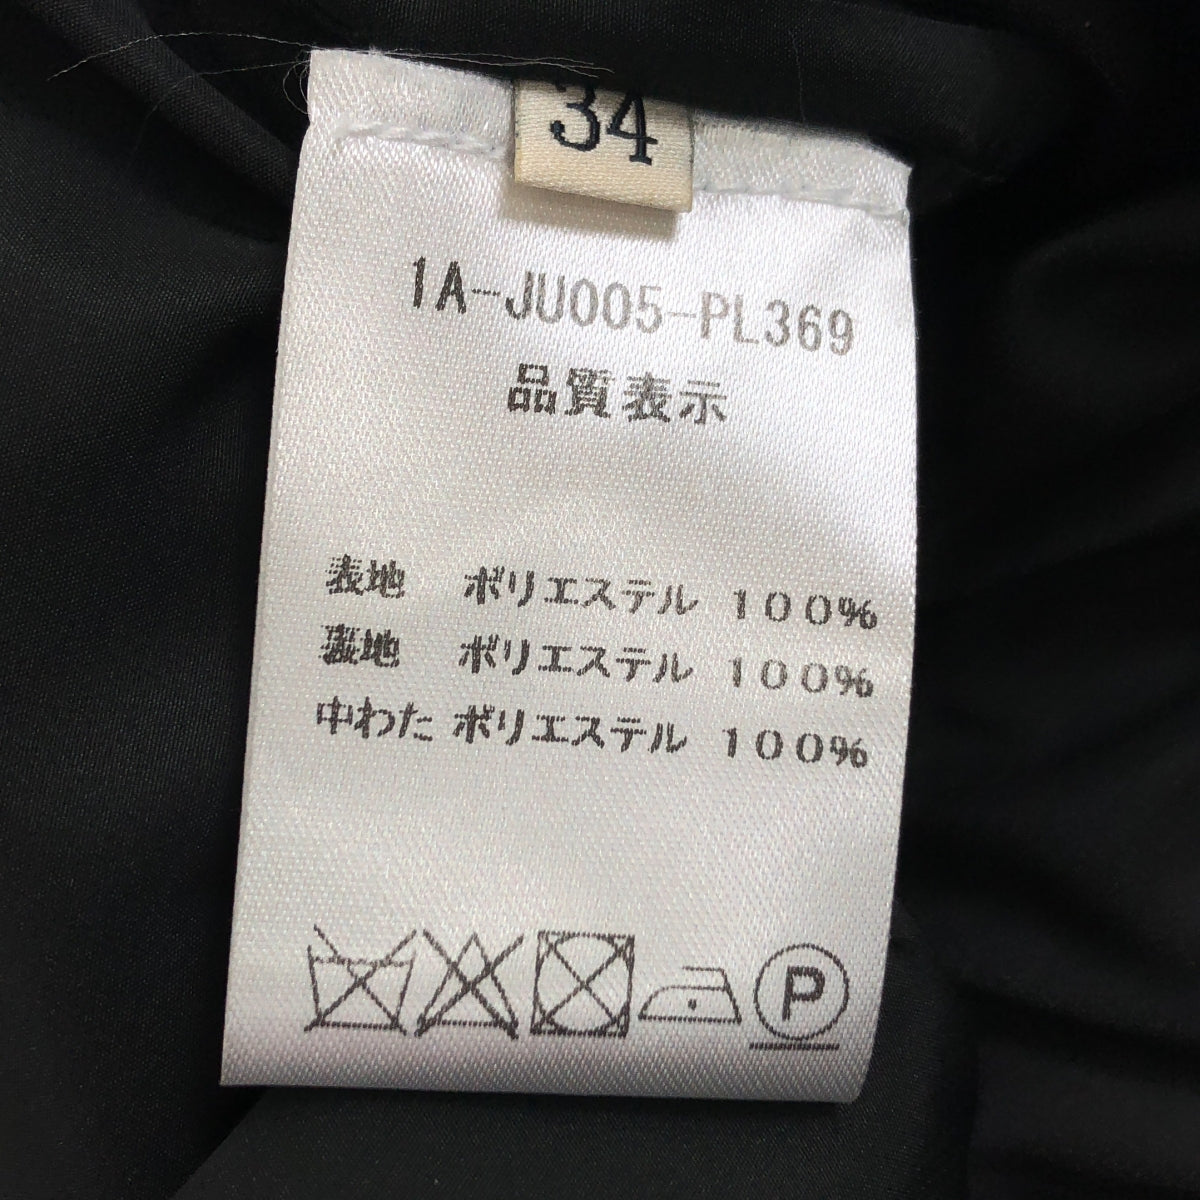 34
1A-JU005-PL369
品質表示
表地 ポリエステル 100%
裏地 ポリエステル 100%
中わた ポリエステル 100%
P